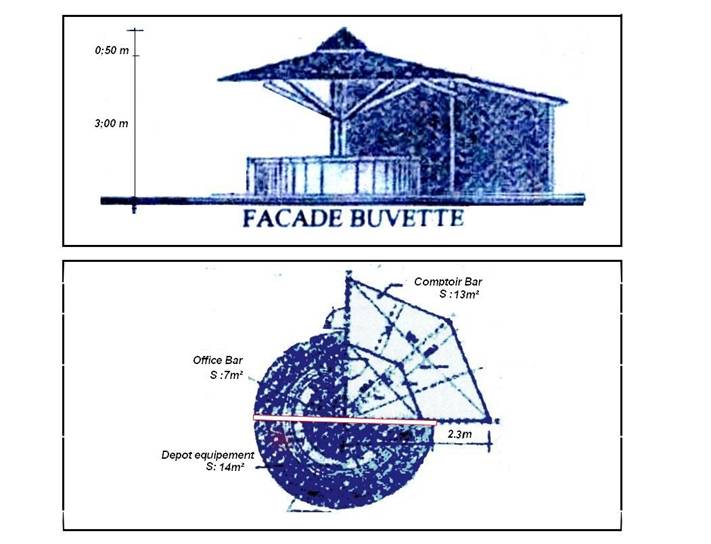 0;50 m
3;00 m
FACADE BUVETTE
Comptoir Bar
S : 13m²
Office Bar
S : 7m²
2.3m
Depot equipement
S: 14m²